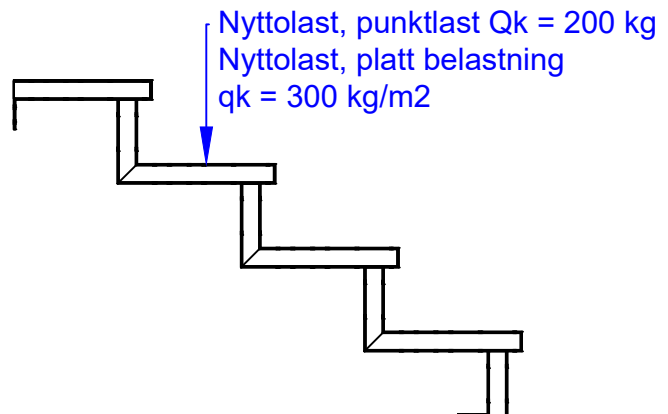 Nyttolast, punktlast Qk = 200 kg
Nyttolast, platt belastning
qk = 300 kg/m2